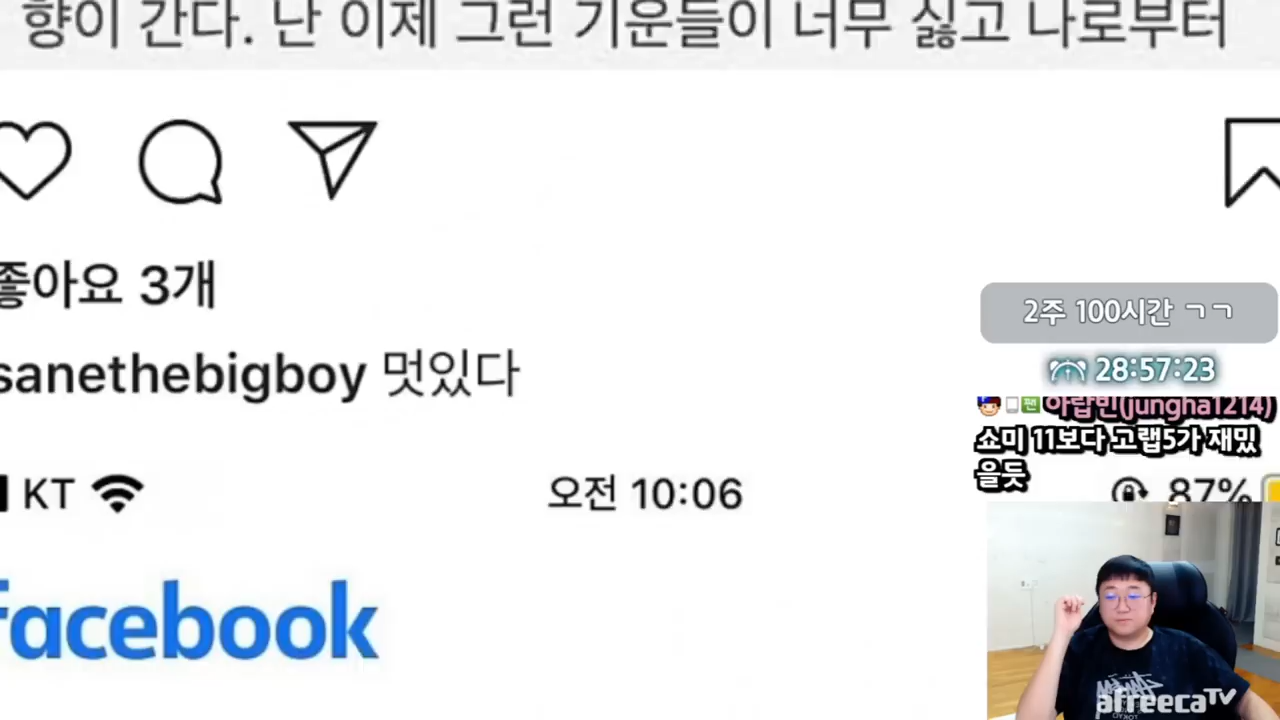 향이 간다. 난 이제 그런 기운들이 너무 싫고 나로부터
좋아요 3개
sanethebigboy 멋있다
2주 100시간 ㄱㄱ
28:57:23
팬 하랍빈(jungha1214)
쇼미 11보다 고랩5가 재밌
을듯
KT
오전 10:06
87%
facebook
afreecaTV